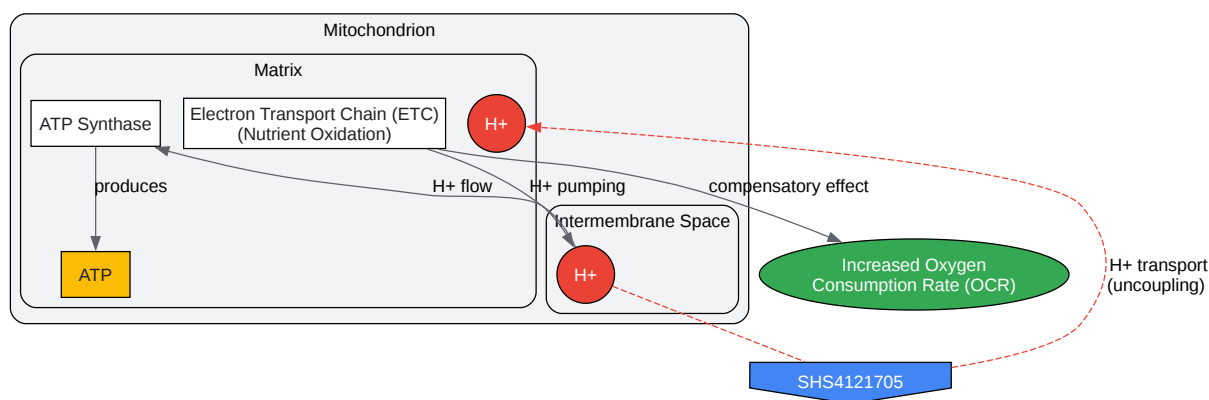 Mitochondrion
Matrix
ATP Synthase
Electron Transport Chain (ETC)
(Nutrient Oxidation)
H+
produces
H+ flow
H+ pumping
compensatory effect
Intermembrane Space
ATP
H+
Increased Oxygen
Consumption Rate (OCR)
H+ transport
(uncoupling)
SHS4121705